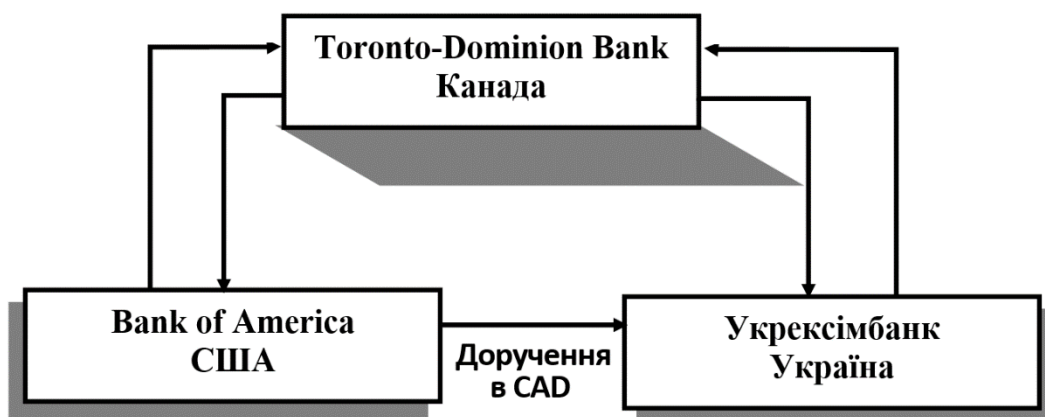 Toronto-Dominion Bank
Канада
Bank of America
США
Доручення
в CAD
Укрексімбанк
Україна